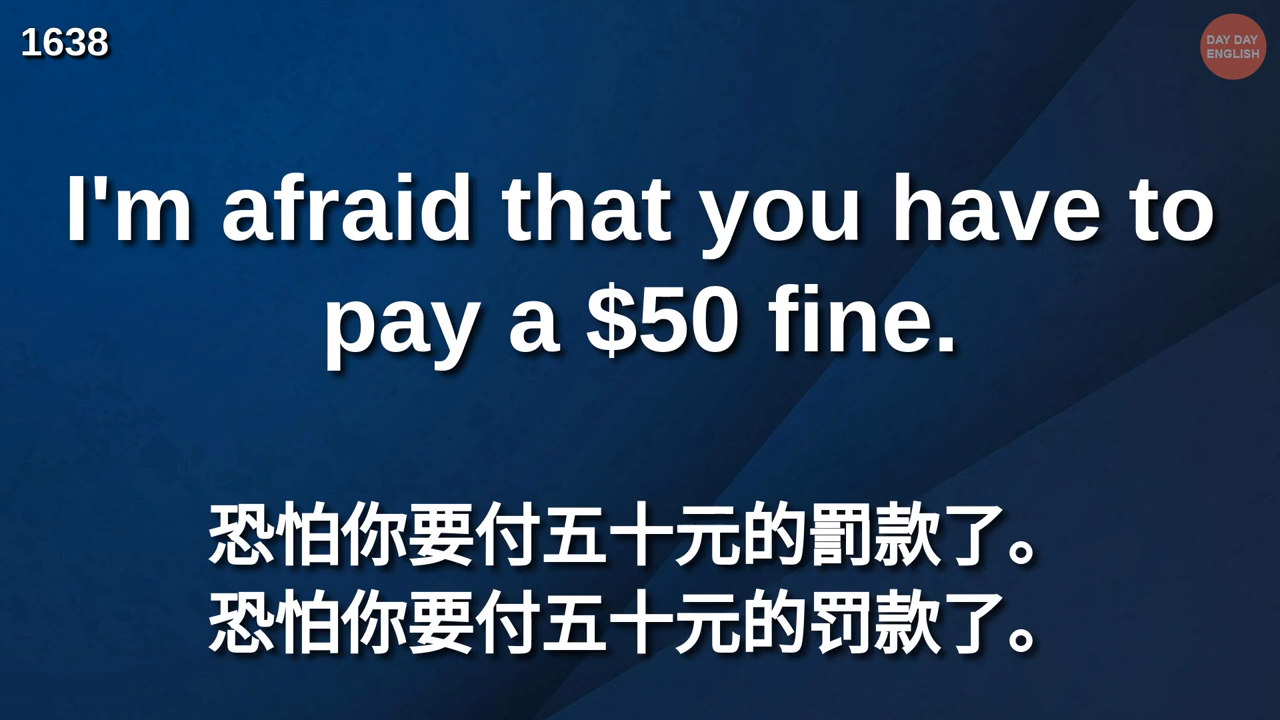 1638
DAY DAY
ENGLISH
I'm afraid that you have to
pay a $50 fine.
恐怕你要付五十元的罰款了。
恐怕你要付五十元的罚款了。